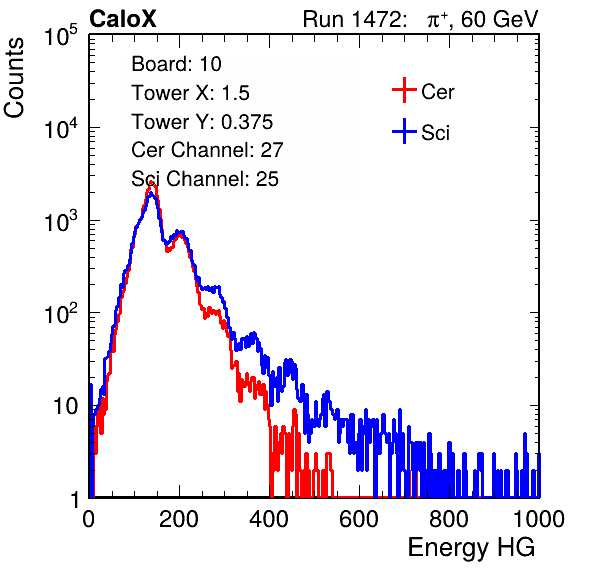 CaloX Run 1472: π⁺, 60 GeV
Counts
10⁵
10⁴
10³
10²
10
1
Board: 10
Tower X: 1.5
Tower Y: 0.375
Cer Channel: 27
Sci Channel: 25
Cer
Sci
0 200 400 600 800 1000
Energy HG